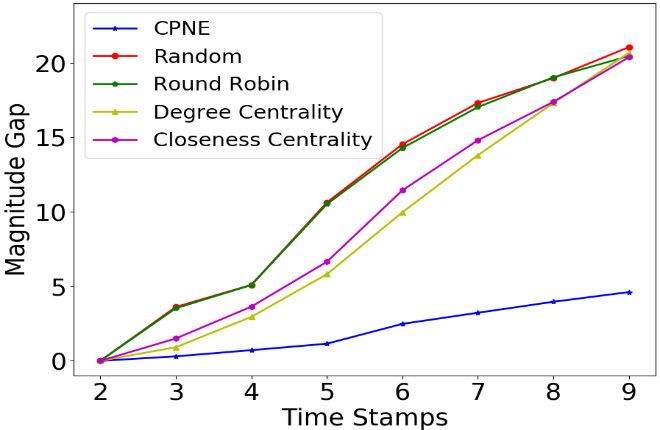 CPNE
Random
Round Robin
Degree Centrality
Closeness Centrality
Magnitude Gap
20
15
10
5
0
2 3 4 5 6 7 8 9
Time Stamps